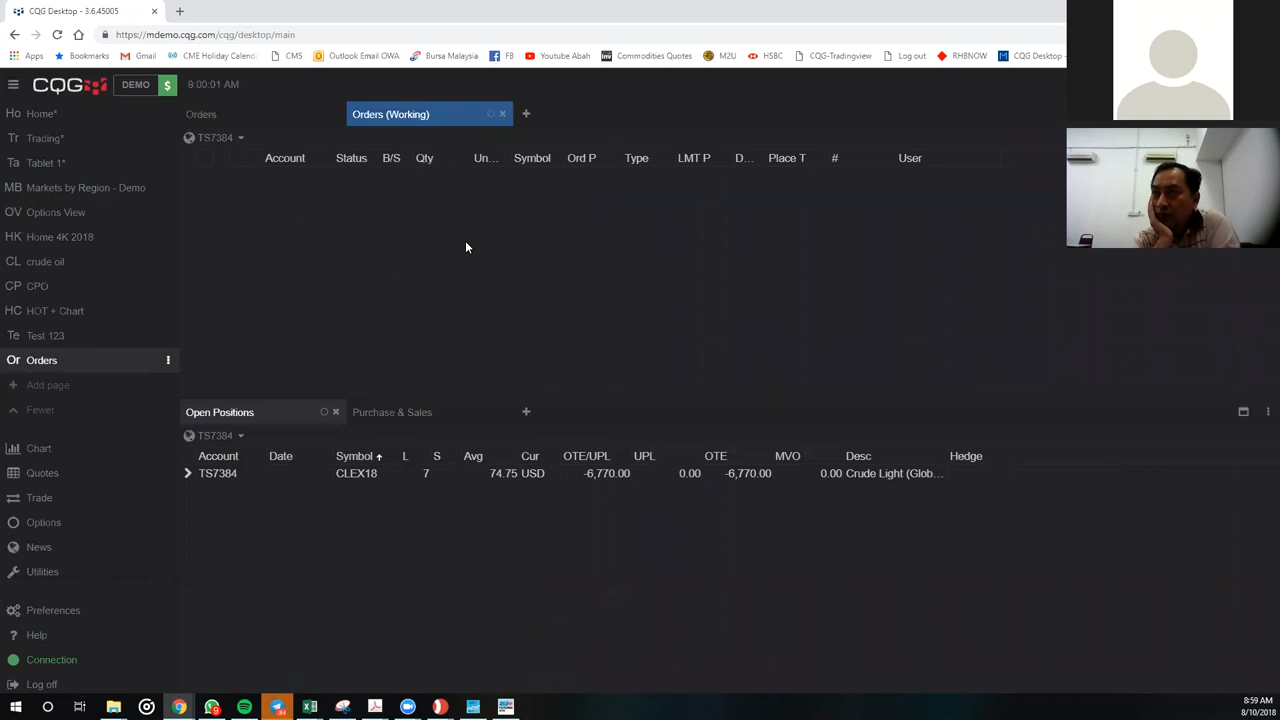 CQG Desktop - 3.6.45005
https://mdemo.cqg.com/cqg/desktop/main
Apps Bookmarks Gmail CME Holiday Calend CMS Outlook Email OWA Bursa Malaysia FB Youtube Abah Commodities Quotes M2U HSBC CQG-Tradingview Log out RHBNOW CQG Desktop -
CQG DEMO $ 9:00:01 AM
Ho Home*
Tr Trading*
Ta Tablet 1*
MB Markets by Region - Demo
OV Options View
HK Home 4K 2018
CL crude oil
CP CPO
HC HOT + Chart
Te Test 123
Or Orders
Add page
Fewer
Chart
Quotes
Trade
Options
News
Utilities
Preferences
Help
Connection
Log off
Orders Orders (Working)
TS7384
Account Status B/S Qty Un... Symbol Ord P Type LMT P D... Place T # User
Open Positions Purchase & Sales
TS7384
Account Date Symbol L S Avg Cur OTE/UPL UPL OTE MVO Desc Hedge
TS7384 CLEX18 7 74.75 USD -6,770.00 0.00 -6,770.00 0.00 Crude Light (Glob...
8:59 AM
8/10/2018